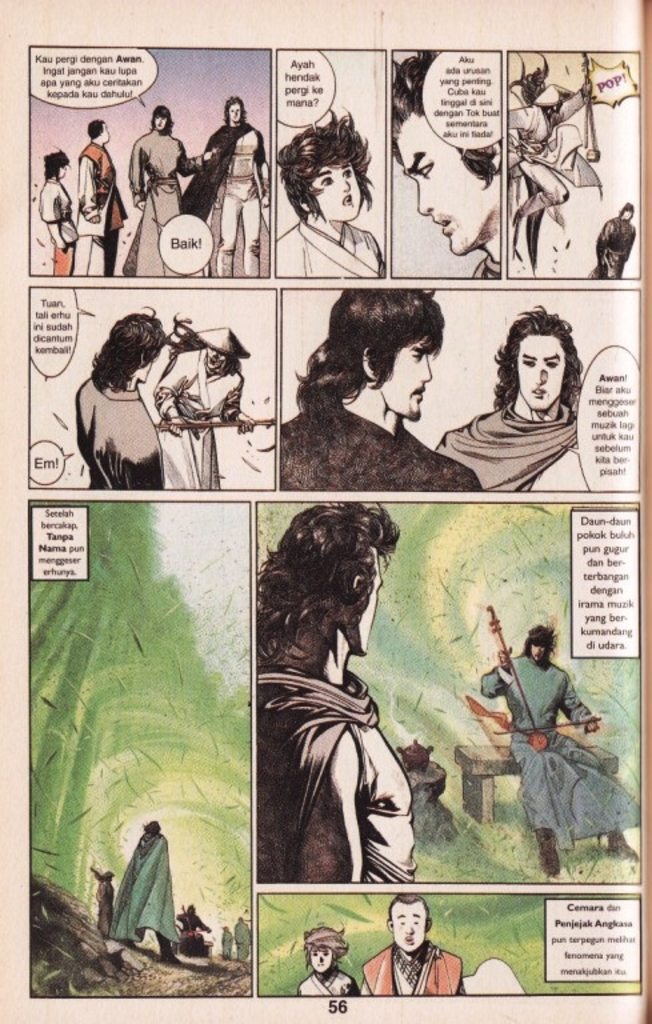 Kau pergi dengan Awan.
Ingat jangan kau lupa
apa yang aku ceritakan
kepada kau dahulu!
Baik!
Ayah
hendak
pergi ke
mana?
Aku
ada urusan
yang penting.
Cuba kau
tinggal di sini
dengan Tok buat
sementara
aku ini tiada!
POP!
Tuan,
tali erhu
ini sudah
dicantum
kembali!
Em!
Awan!
Biar aku
menggeser
sebuah
muzik lagi
untuk kau
sebelum
kita ber-
pisah!
Setelah
bercakap,
Tanpa
Nama pun
menggeser
erhunya.
Daun-daun
pokok buluh
pun gugur
dan ber-
terbangan
dengan
irama muzik
yang ber-
kumandang
di udara.
Cemara dan
Penjejak Angkasa
pun terpegun melihat
fenomena yang
menakjubkan itu.
56